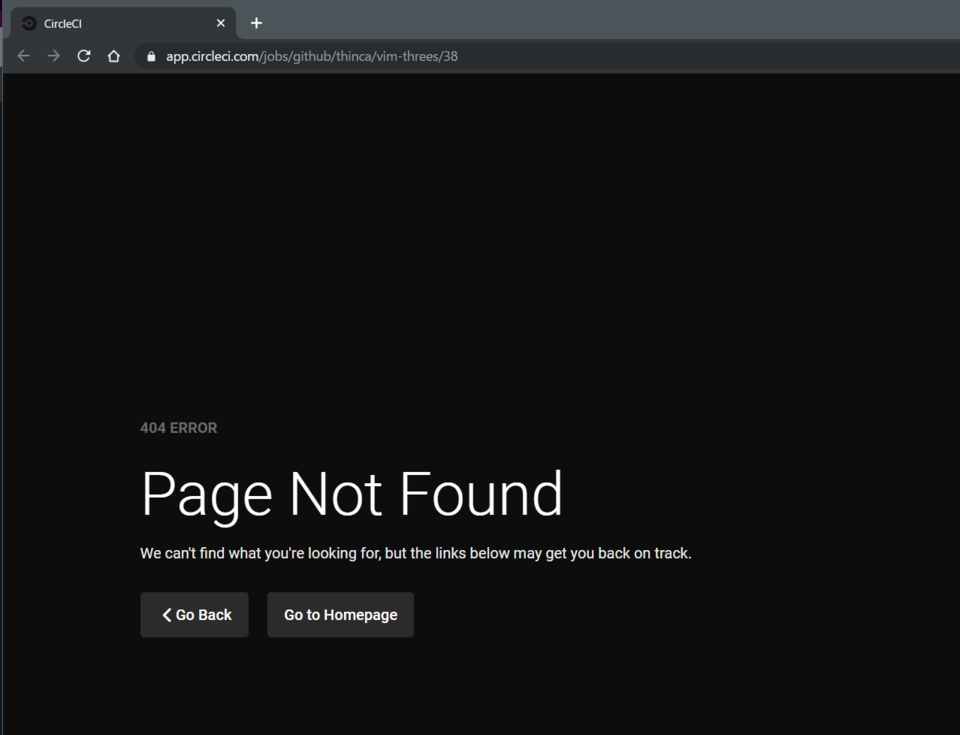 CircleCI
app.circleci.com/jobs/github/thinca/vim-threes/38
404 ERROR
Page Not Found
We can't find what you're looking for, but the links below may get you back on track.
Go Back
Go to Homepage